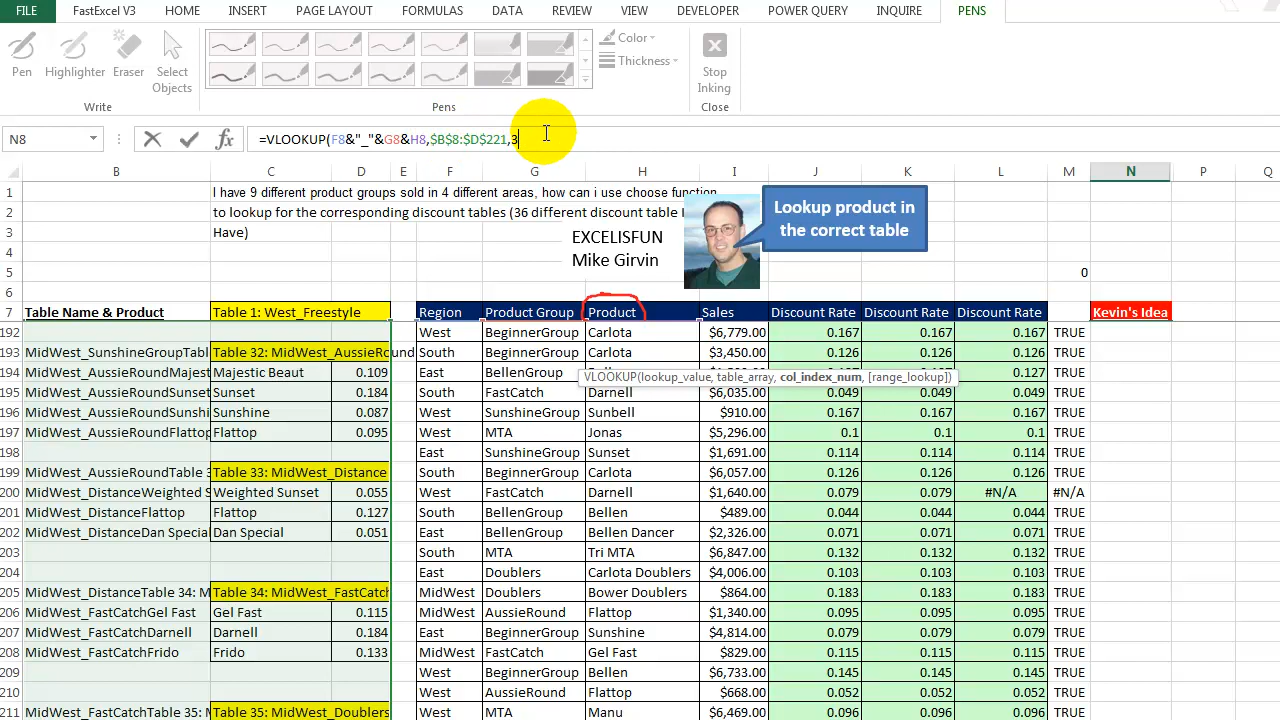 FILE FastExcel V3 HOME INSERT PAGE LAYOUT FORMULAS DATA REVIEW VIEW DEVELOPER POWER QUERY INQUIRE PENS
Pen Highlighter Eraser Select Objects Color Thickness Stop Inking
Write Pens Close
N8 fx =VLOOKUP(F8&"_"&G8&H8,$B$8:$D$221,3
B C D E F G H I J K L M N P Q
1 I have 9 different product groups sold in 4 different areas, how can i use choose function
2 to lookup for the corresponding discount tables (36 different discount table
3 Have)
EXCELISFUN
Mike Girvin
Lookup product in
the correct table
5 0
6
7 Table Name & Product Table 1: West_Freestyle Region Product Group Product Sales Discount Rate Discount Rate Discount Rate Kevin's Idea
192 West BeginnerGroup Carlota $6,779.00 0.167 0.167 0.167 TRUE
193 MidWest_SunshineGroupTabl Table 32: MidWest_AussieRound South BeginnerGroup Carlota $3,450.00 0.126 0.126 0.126 TRUE
194 MidWest_AussieRoundMajest Majestic Beaut 0.109 East BellenGroup 0.127 TRUE
VLOOKUP(lookup_value, table_array, col_index_num, [range_lookup])
195 MidWest_AussieRoundSunset Sunset 0.184 South FastCatch Darnell $6,035.00 0.049 0.049 0.049 TRUE
196 MidWest_AussieRoundSunshi Sunshine 0.087 West SunshineGroup Sunbell $910.00 0.167 0.167 0.167 TRUE
197 MidWest_AussieRoundFlattop Flattop 0.095 West MTA Jonas $5,296.00 0.1 0.1 0.1 TRUE
198 East SunshineGroup Sunset $1,691.00 0.114 0.114 0.114 TRUE
199 MidWest_AussieRoundTable 3 Table 33: MidWest_Distance South BeginnerGroup Carlota $6,057.00 0.126 0.126 0.126 TRUE
200 MidWest_DistanceWeighted S Weighted Sunset 0.055 West FastCatch Darnell $1,640.00 0.079 0.079 #N/A #N/A
201 MidWest_DistanceFlattop Flattop 0.127 South BellenGroup Bellen $489.00 0.044 0.044 0.044 TRUE
202 MidWest_DistanceDan Special Dan Special 0.051 East BellenGroup Bellen Dancer $2,326.00 0.071 0.071 0.071 TRUE
203 South MTA Tri MTA $6,847.00 0.132 0.132 0.132 TRUE
204 East Doublers Carlota Doublers $4,006.00 0.103 0.103 0.103 TRUE
205 MidWest_DistanceTable 34: M Table 34: MidWest_FastCatch MidWest Doublers Bower Doublers $864.00 0.183 0.183 0.183 TRUE
206 MidWest_FastCatchGel Fast Gel Fast 0.115 MidWest AussieRound Flattop $1,340.00 0.095 0.095 0.095 TRUE
207 MidWest_FastCatchDarnell Darnell 0.184 East BeginnerGroup Sunshine $4,814.00 0.079 0.079 0.079 TRUE
208 MidWest_FastCatchFrido Frido 0.133 MidWest FastCatch Gel Fast $829.00 0.115 0.115 0.115 TRUE
209 West BeginnerGroup Bellen $6,733.00 0.145 0.145 0.145 TRUE
210 West AussieRound Flattop $668.00 0.052 0.052 0.052 TRUE
211 MidWest_FastCatchTable 35: M Table 35: MidWest_Doublers West MTA Manu $6,469.00 0.096 0.096 0.096 TRUE